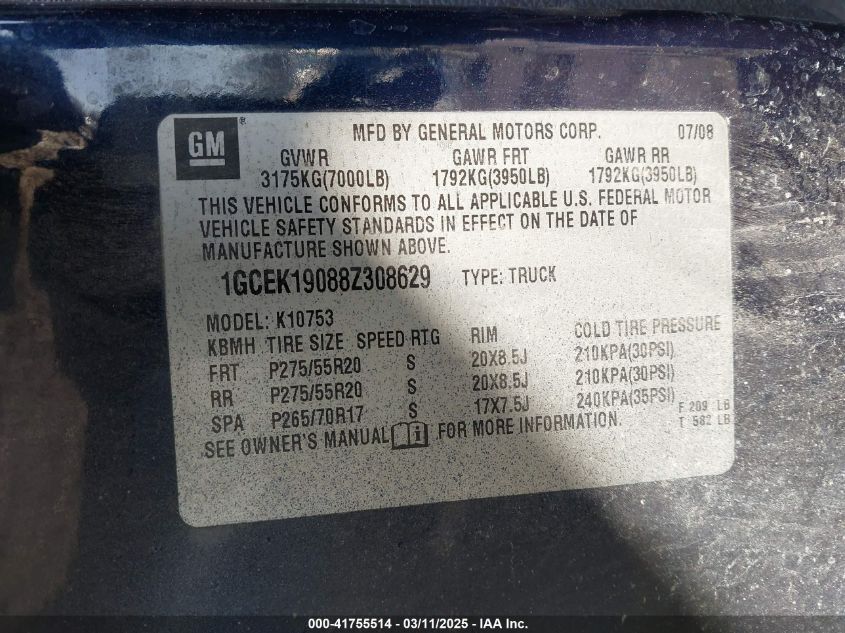 GM ®
MFD BY GENERAL MOTORS CORP. 07/08
GVWR GAWR FRT GAWR RR
3175KG(7000LB) 1792KG(3950LB) 1792KG(3950LB)
THIS VEHICLE CONFORMS TO ALL APPLICABLE U.S. FEDERAL MOTOR
VEHICLE SAFETY STANDARDS IN EFFECT ON THE DATE OF
MANUFACTURE SHOWN ABOVE.
1GCEK19088Z308629 TYPE: TRUCK
MODEL: K10753
KBMH TIRE SIZE SPEED RTG RIM COLD TIRE PRESSURE
FRT P275/55R20 S 20X8.5J 210KPA(30PSI)
RR P275/55R20 S 20X8.5J 210KPA(30PSI)
SPA P265/70R17 S 17X7.5J 240KPA(35PSI)
F 209 LB
T 582 LB
SEE OWNER'S MANUAL FOR MORE INFORMATION.
000-41755514 - 03/11/2025 - IAA Inc.